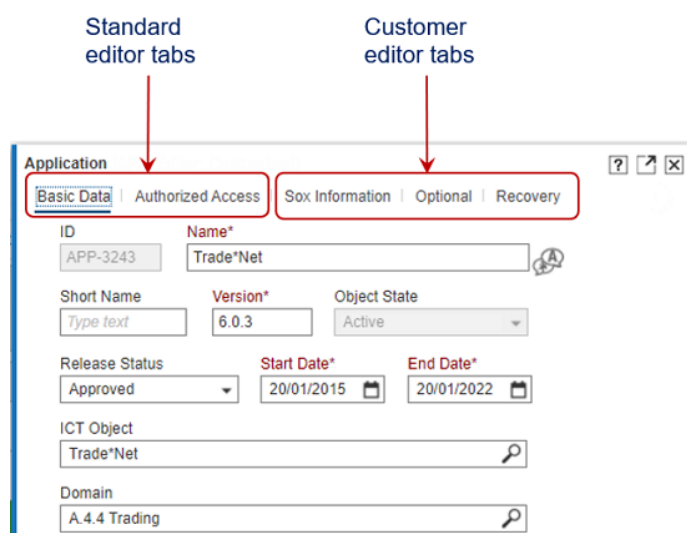 Standard editor tabs
Customer editor tabs
Application
?
Basic Data | Authorized Access | Sox Information | Optional | Recovery
ID Name*
APP-3243 Trade*Net
A
Short Name Version* Object State
Type text 6.0.3 Active
Release Status Start Date* End Date*
Approved 20/01/2015 20/01/2022
ICT Object
Trade*Net
Domain
A.4.4 Trading